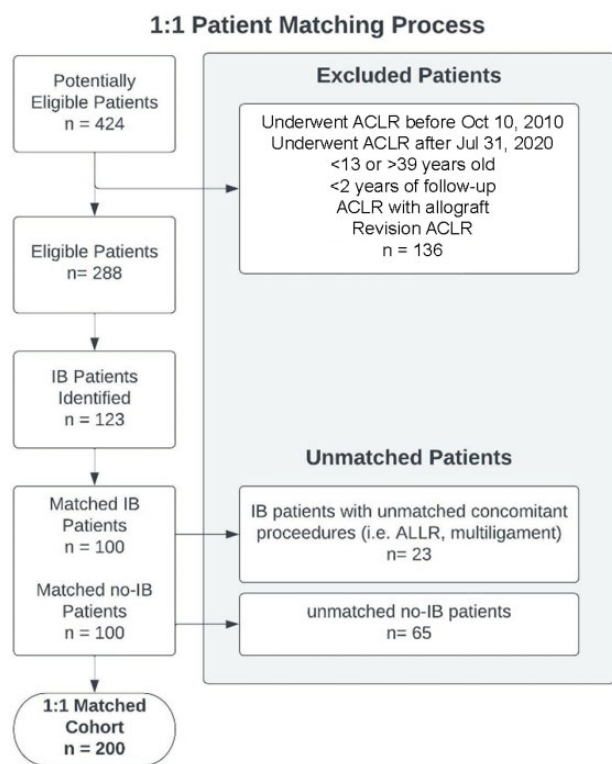 1:1 Patient Matching Process
Potentially
Eligible Patients
n = 424
Excluded Patients
Underwent ACLR before Oct 10, 2010
Underwent ACLR after Jul 31, 2020
<13 or >39 years old
<2 years of follow-up
ACLR with allograft
Revision ACLR
n = 136
Eligible Patients
n= 288
IB Patients
Identified
n = 123
Unmatched Patients
Matched IB
Patients
n = 100
IB patients with unmatched concomitant
proceedures (i.e. ALLR, multiligament)
n= 23
Matched no-IB
Patients
n = 100
unmatched no-IB patients
n= 65
1:1 Matched
Cohort
n = 200